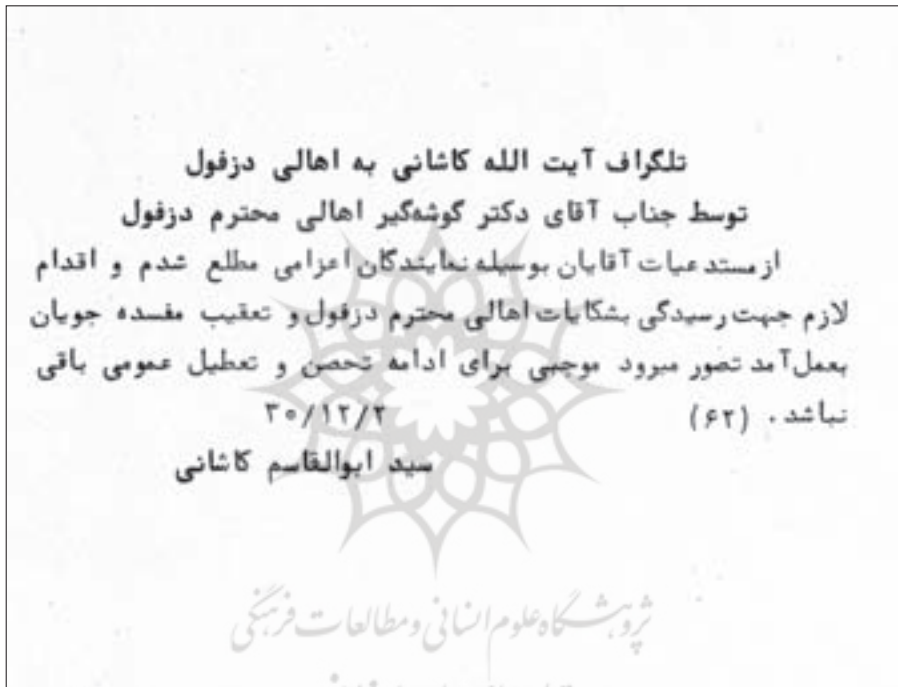 تلگراف آیت الله کاشانی به اهالی دزفول
توسط جناب آقای دکتر گوشه‌گیر اهالی محترم دزفول
از مستدعیات آقایان بوسیله نمایندگان اعزامی مطلع شدم و اقدام
لازم جهت رسیدگی بشکایات اهالی محترم دزفول و تعقیب مفسده جویان
بعمل آمد تصور میرود موجبی برای ادامه تحصن و تعطیل عمومی باقی
نباشد. (۶۲) ۳۰/۱۲/۲
سید ابوالقاسم کاشانی
پژوهشگاه علوم انسانی و مطالعات فرهنگی